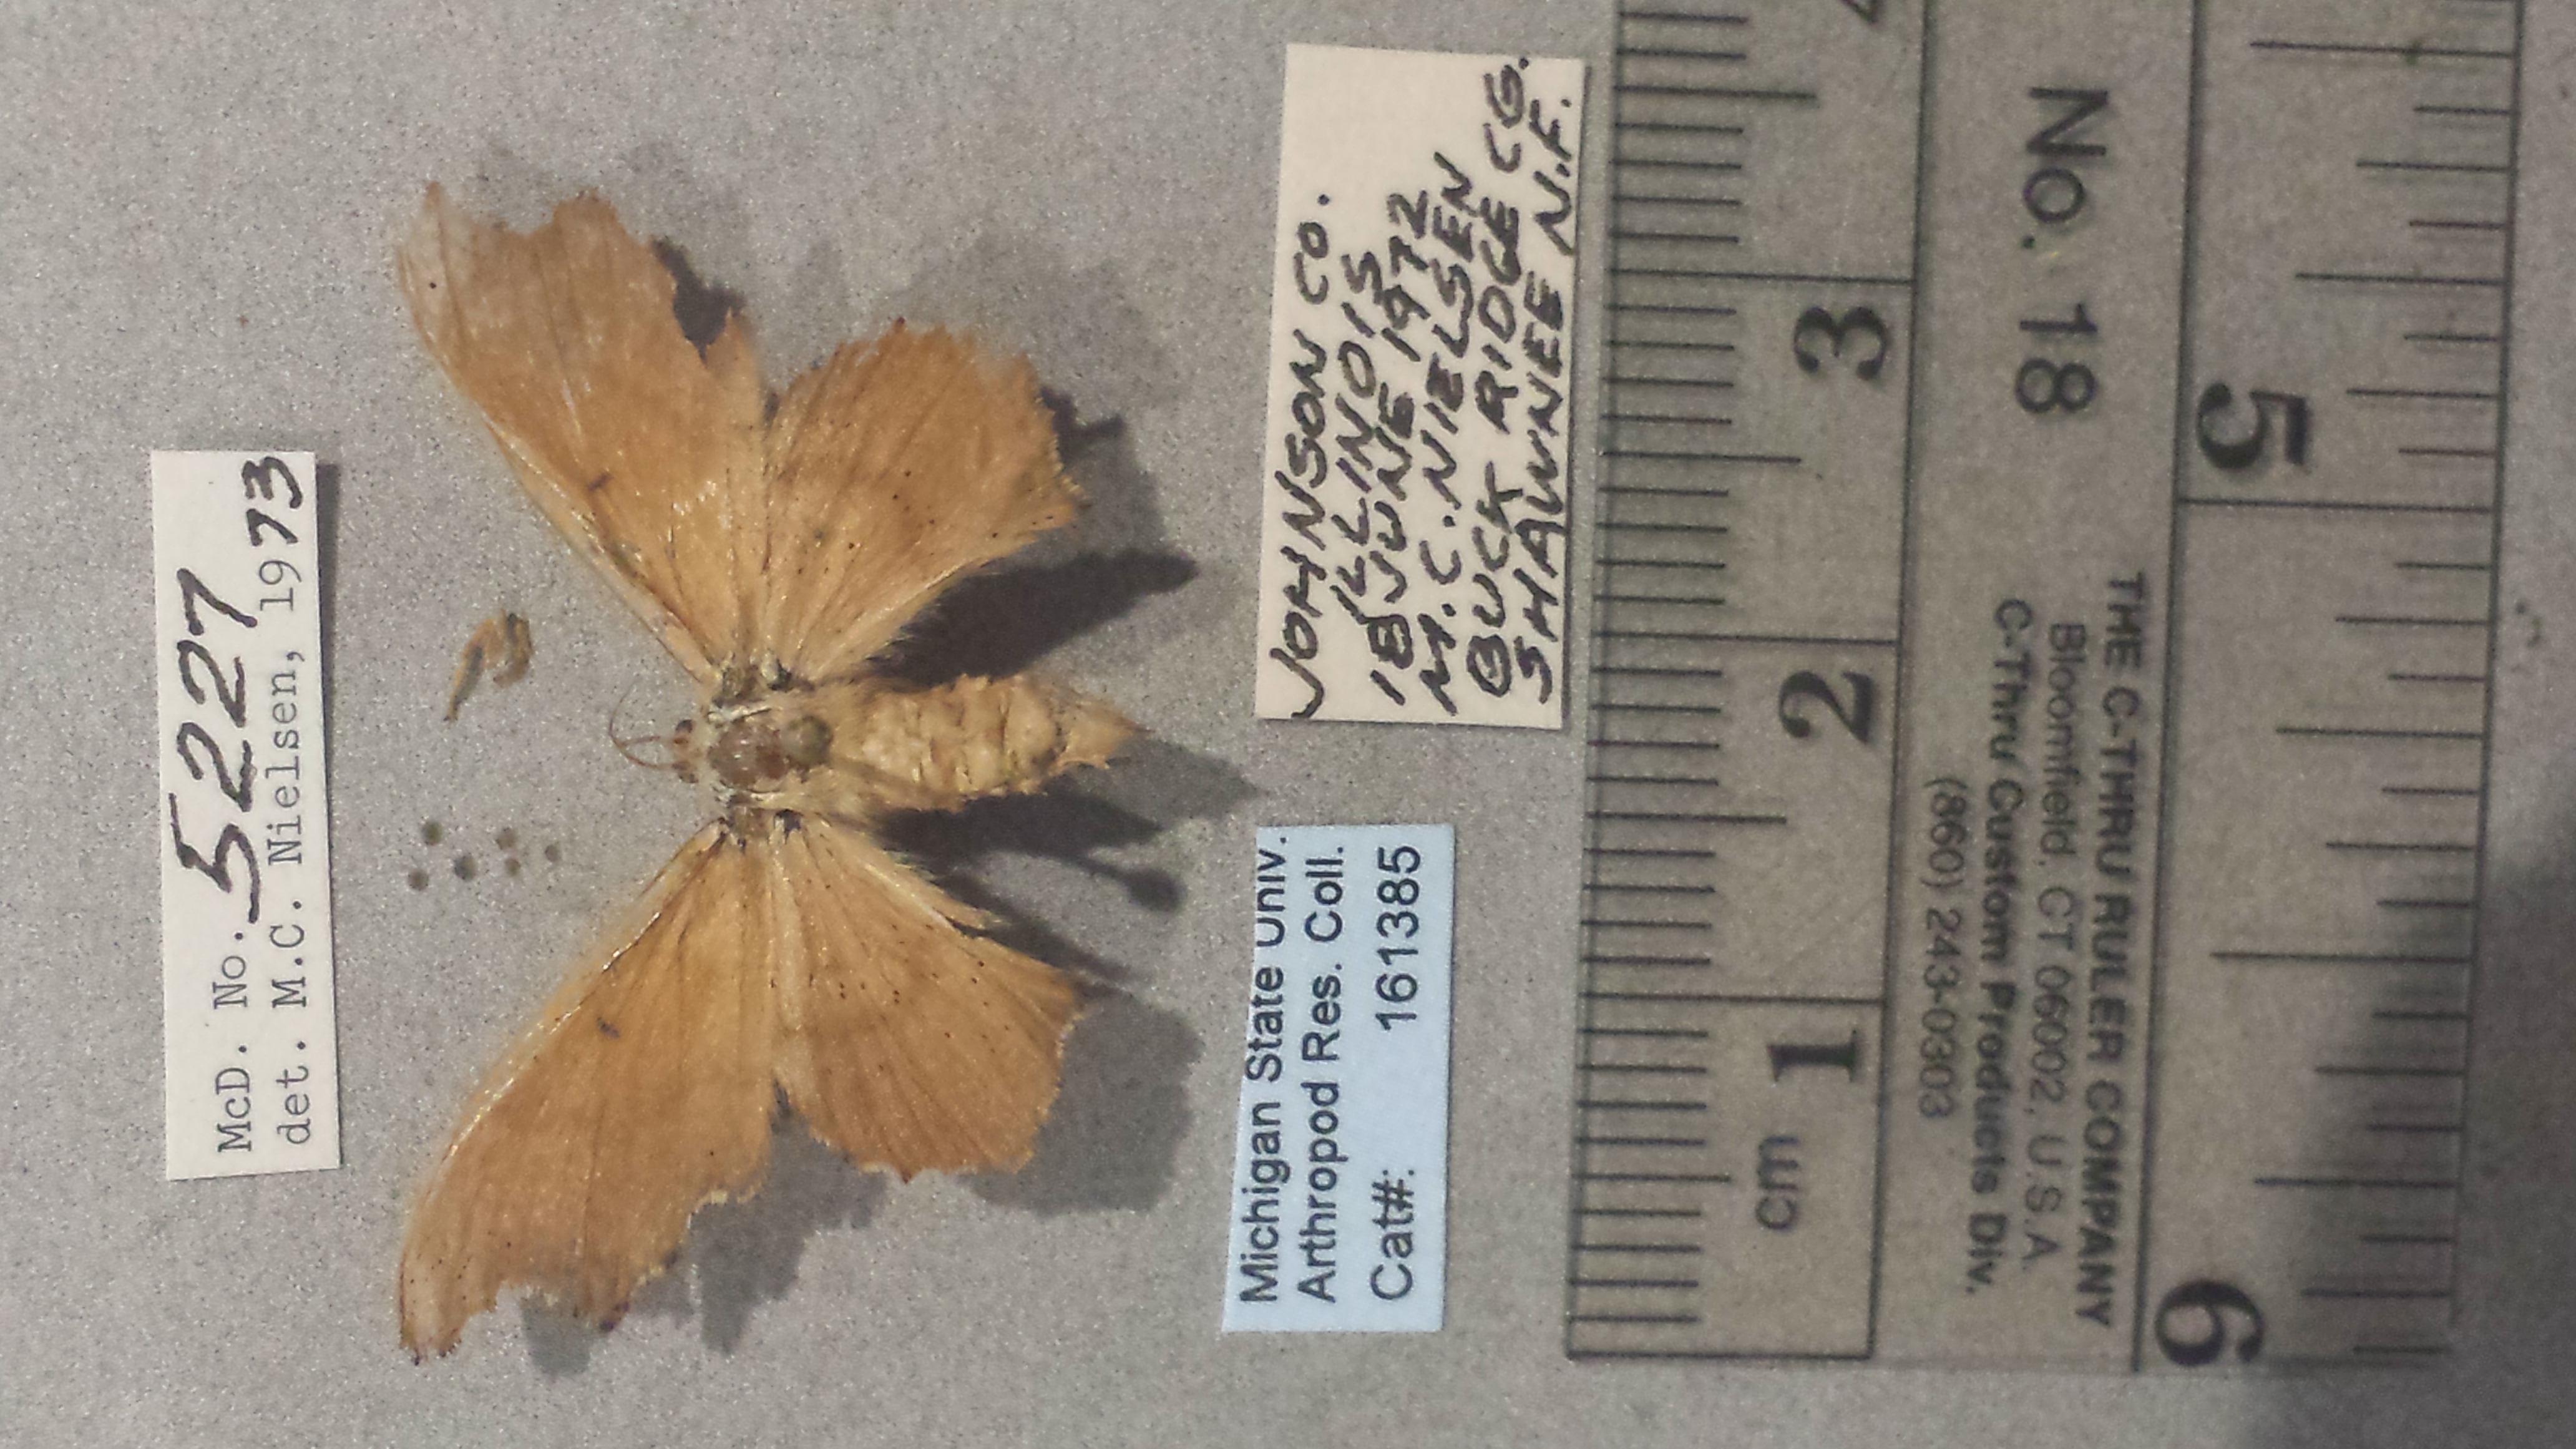 McD. No. 5227
det. M.C. Nielsen, 1973
Michigan State Univ.
Arthropod Res. Coll.
Cat#: 161385
JOHNSON CO.
ILLINOIS
18 JUNE 1972
M.C. NIELSEN
BUCK RIDGE CG.
SHAWNEE N.F.
cm 1 2 3
(860) 243-0303
C-Thru Custom Products Div.
Bloomfield, CT 06002, U.S.A.
THE C-THRU RULER COMPANY
No. 18
6 5